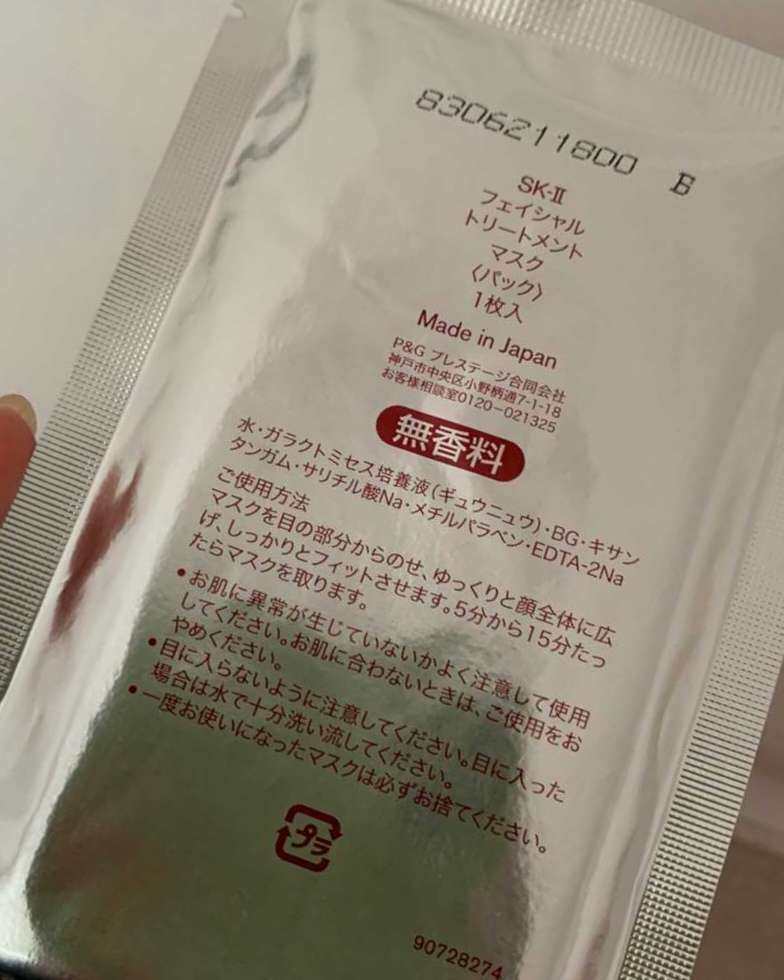 8306211800 B
SK-II
フェイシャル
トリートメント
マスク
〈パック〉
1枚入
Made in Japan
P&G プレステージ合同会社
神戸市中央区小野柄通7-1-18
お客様相談室0120-021325
無香料
水・ガラクトミセス培養液(ギュウニュウ)・BG・キサン
タンガム・サリチル酸Na・メチルパラベン・EDTA-2Na
ご使用方法
マスクを目の部分からのせ、ゆっくりと顔全体に広
げ、しっかりとフィットさせます。5分から15分たっ
たらマスクを取ります。
•お肌に異常が生じていないかよく注意して使用
してください。お肌に合わないときは、ご使用をお
やめください。
•目に入らないように注意してください。目に入った
場合は水で十分洗い流してください。
•一度お使いになったマスクは必ずお捨てください。
プラ
90728274